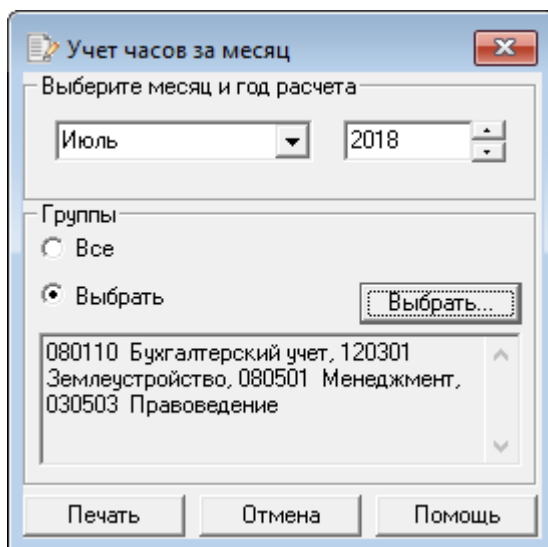 Учет часов за месяц
Выберите месяц и год расчета
Июль 2018
Группы
Все
Выбрать Выбрать...
080110  Бухгалтерский учет, 120301
Землеустройство, 080501  Менеджмент,
030503  Правоведение
Печать Отмена Помощь